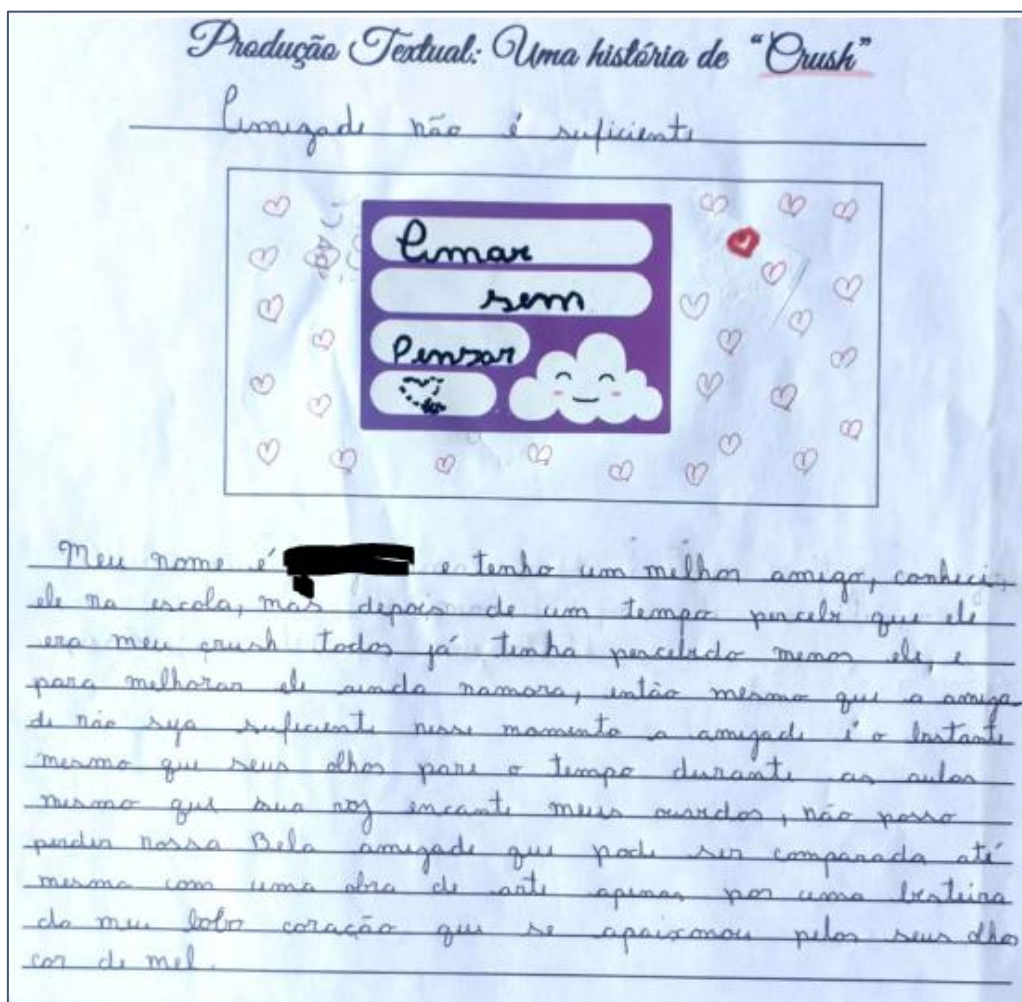 Produção Textual: Uma história de "Crush"
Amizade não é suficiente
Amar
sem
Pensar
Meu nome é e tenho um melhor amigo, conheci
ele na escola, mas depois de um tempo percebi que ele
era meu crush todos já tinha percebido menos ele, e
para melhorar ele ainda namora, então mesmo que a amiza
de não seja suficiente nesse momento a amizade é o bastante
mesmo que seus olhos pare o tempo durante as aulas
mesmo que sua voz encante meus ouvidos, não posso
perder nossa Bela amizade que pode ser comparada até
mesmo com uma obra de arte apenas por uma besteira
do meu bobo coração que se apaixonou pelos seus olhos
cor de mel.